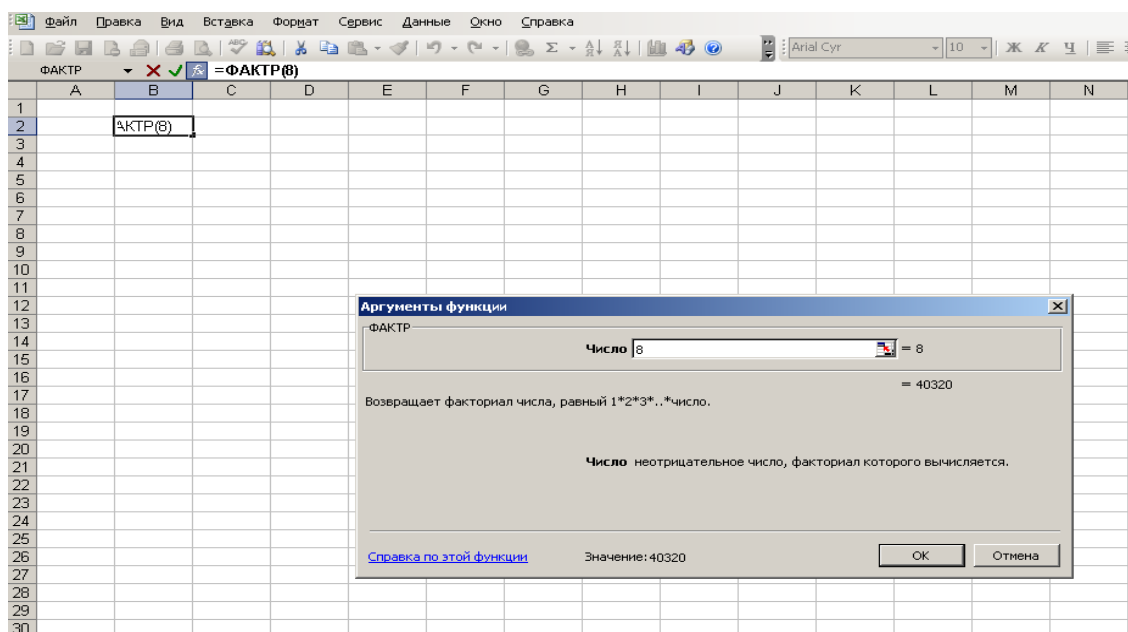 Файл Правка Вид Вставка Формат Сервис Данные Окно Справка
Arial Cyr 10 Ж К Ч
ФАКТР =ФАКТР(8)
A B C D E F G H I J K L M N
1
2 АКТР(8)
3
4
5
6
7
8
9
10
11
12
13
14
15
16
17
18
19
20
21
22
23
24
25
26
27
28
29
30
Аргументы функции
ФАКТР
Число 8 = 8
= 40320
Возвращает факториал числа, равный 1*2*3*..*число.
Число неотрицательное число, факториал которого вычисляется.
Справка по этой функции Значение:40320 ОК Отмена